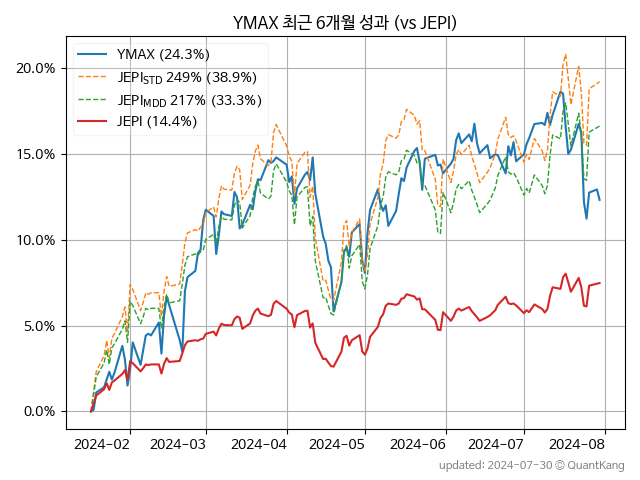 YMAX 최근 6개월 성과 (vs JEPI)
YMAX (24.3%)
JEPISTD 249% (38.9%)
JEPIMDD 217% (33.3%)
JEPI (14.4%)
20.0%
15.0%
10.0%
5.0%
0.0%
2024-02 2024-03 2024-04 2024-05 2024-06 2024-07 2024-08
updated: 2024-07-30 © QuantKang